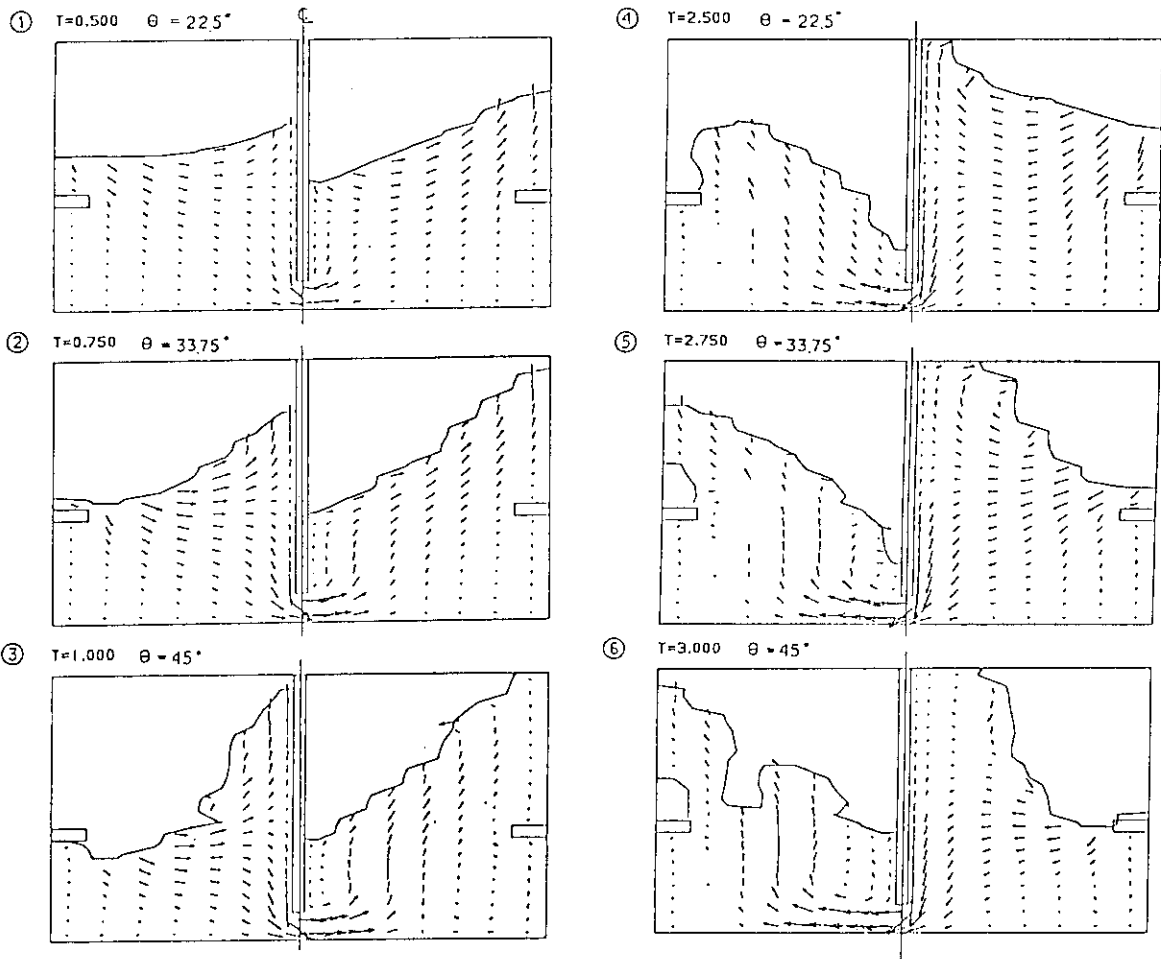 ① T=0.500 θ = 22.5°
℄
② T=0.750 θ = 33.75°
③ T=1.000 θ = 45°
④ T=2.500 θ = 22.5°
⑤ T=2.750 θ = 33.75°
⑥ T=3.000 θ = 45°